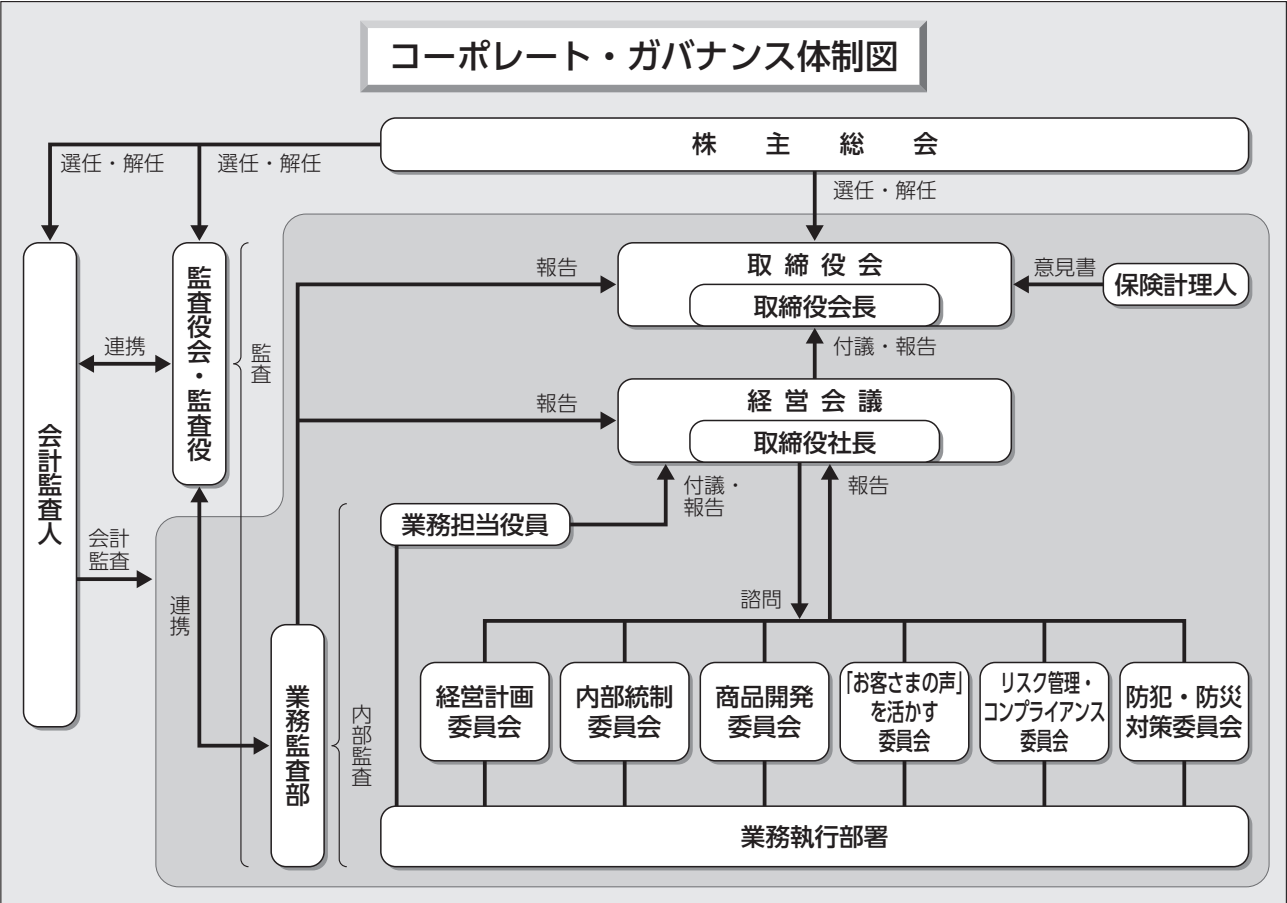 コーポレート・ガバナンス体制図
株主総会
選任・解任
選任・解任
選任・解任
取締役会
取締役会長
報告
意見書
保険計理人
監査役会・監査役
監査
連携
付議・報告
報告
経営会議
取締役社長
会計監査人
付議・
報告
報告
業務担当役員
会計
監査
諮問
連携
業務監査部
内部監査
経営計画
委員会
内部統制
委員会
商品開発
委員会
「お客さまの声」
を活かす
委員会
リスク管理・
コンプライアンス
委員会
防犯・防災
対策委員会
業務執行部署